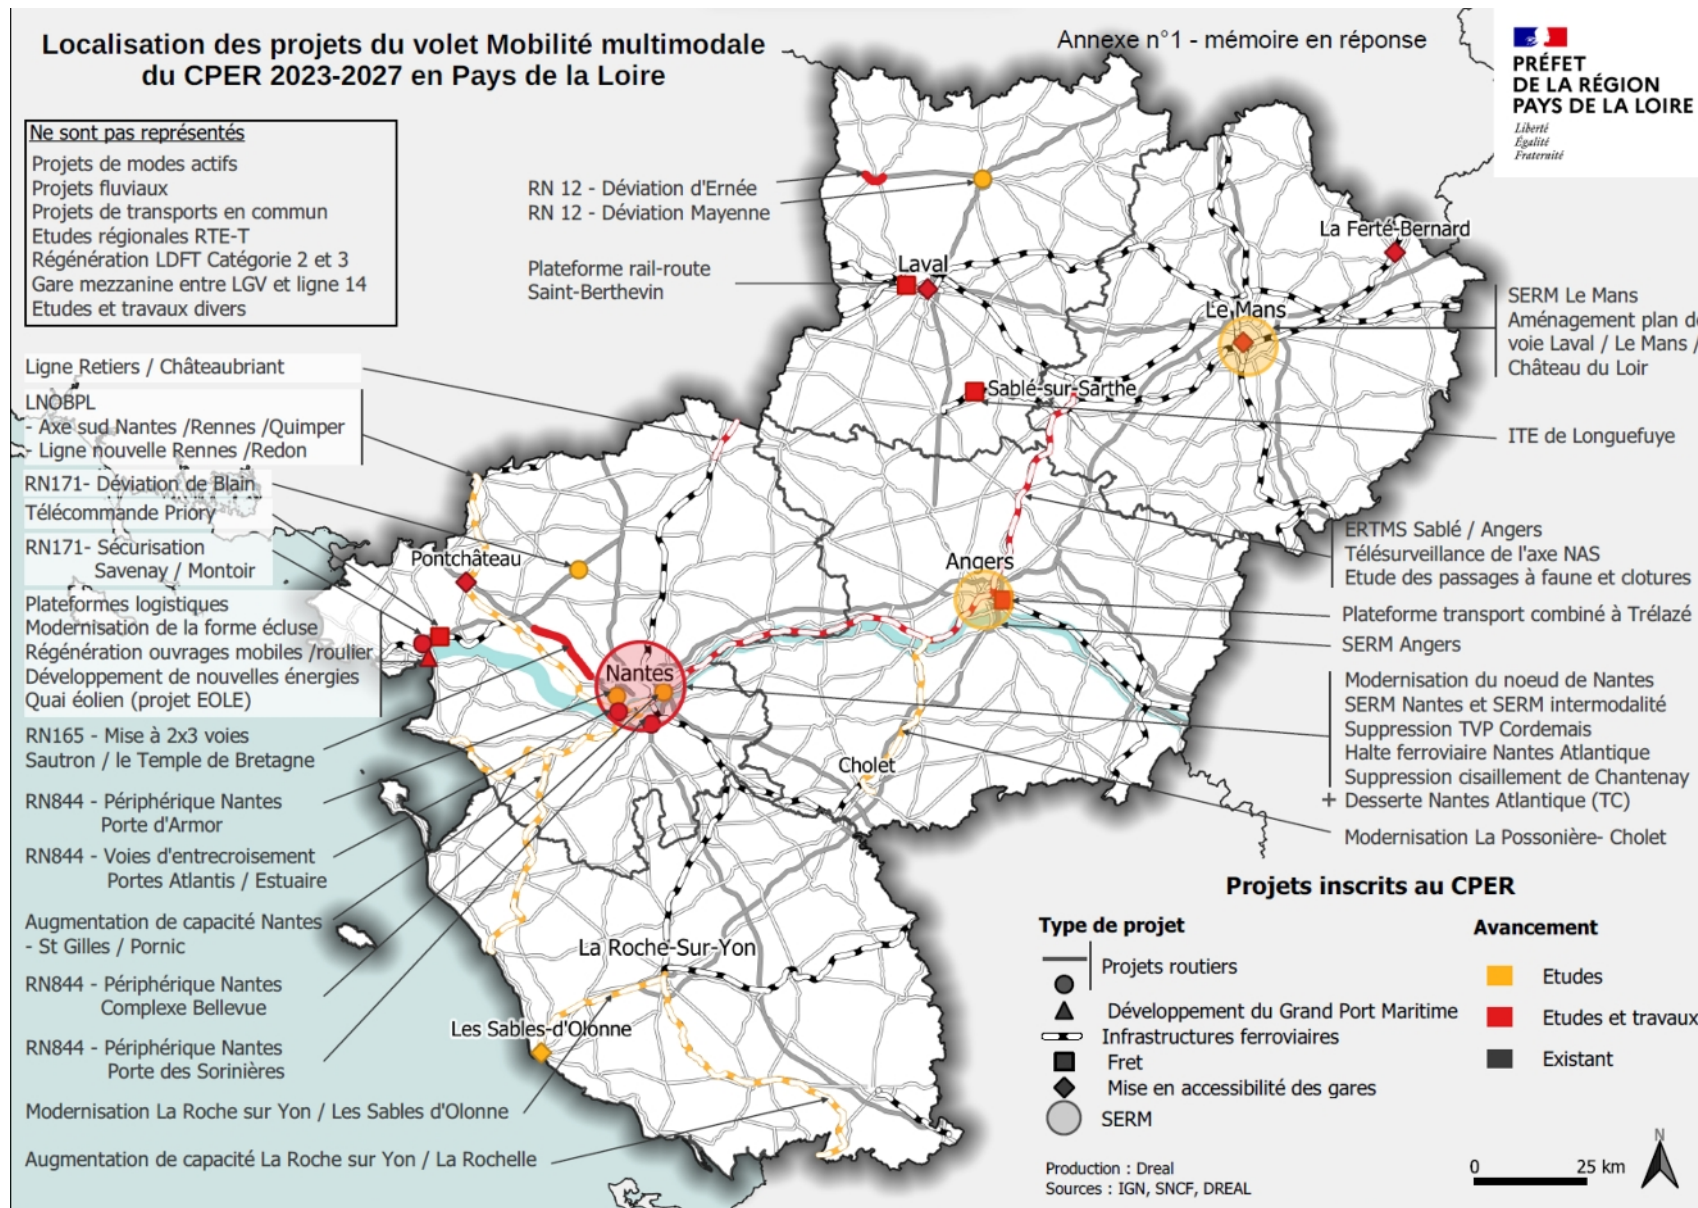 Localisation des projets du volet Mobilité multimodale
du CPER 2023-2027 en Pays de la Loire
Annexe n°1 - mémoire en réponse
PRÉFET
DE LA RÉGION
PAYS DE LA LOIRE
Liberté
Égalité
Fraternité
Ne sont pas représentés
Projets de modes actifs
Projets fluviaux
Projets de transports en commun
Etudes régionales RTE-T
Régénération LDFT Catégorie 2 et 3
Gare mezzanine entre LGV et ligne 14
Etudes et travaux divers
RN 12 - Déviation d'Ernée
RN 12 - Déviation Mayenne
Plateforme rail-route
Saint-Berthevin
Ligne Retiers / Châteaubriant
LNOBPL
- Axe sud Nantes /Rennes /Quimper
- Ligne nouvelle Rennes /Redon
RN171- Déviation de Blain
Télécommande Priory
RN171- Sécurisation
Savenay / Montoir
Plateformes logistiques
Modernisation de la forme écluse
Régénération ouvrages mobiles /roulier
Développement de nouvelles énergies
Quai éolien (projet EOLE)
RN165 - Mise à 2x3 voies
Sautron / le Temple de Bretagne
RN844 - Périphérique Nantes
Porte d'Armor
RN844 - Voies d'entrecroisement
Portes Atlantis / Estuaire
Augmentation de capacité Nantes
- St Gilles / Pornic
RN844 - Périphérique Nantes
Complexe Bellevue
RN844 - Périphérique Nantes
Porte des Sorinières
Modernisation La Roche sur Yon / Les Sables d'Olonne
Augmentation de capacité La Roche sur Yon / La Rochelle
Laval
La Ferté-Bernard
Le Mans
Sablé-sur-Sarthe
Angers
Pontchâteau
Nantes
Cholet
La Roche-Sur-Yon
Les Sables-d'Olonne
SERM Le Mans
Aménagement plan de
voie Laval / Le Mans /
Château du Loir
ITE de Longuefuye
ERTMS Sablé / Angers
Télésurveillance de l'axe NAS
Etude des passages à faune et clotures
Plateforme transport combiné à Trélazé
SERM Angers
Modernisation du noeud de Nantes
SERM Nantes et SERM intermodalité
Suppression TVP Cordemais
Halte ferroviaire Nantes Atlantique
Suppression cisaillement de Chantenay
+ Desserte Nantes Atlantique (TC)
Modernisation La Possonière- Cholet
Projets inscrits au CPER
Type de projet
Projets routiers
Développement du Grand Port Maritime
Infrastructures ferroviaires
Fret
Mise en accessibilité des gares
SERM
Avancement
Etudes
Etudes et travaux
Existant
Production : Dreal
Sources : IGN, SNCF, DREAL
0 25 km
N